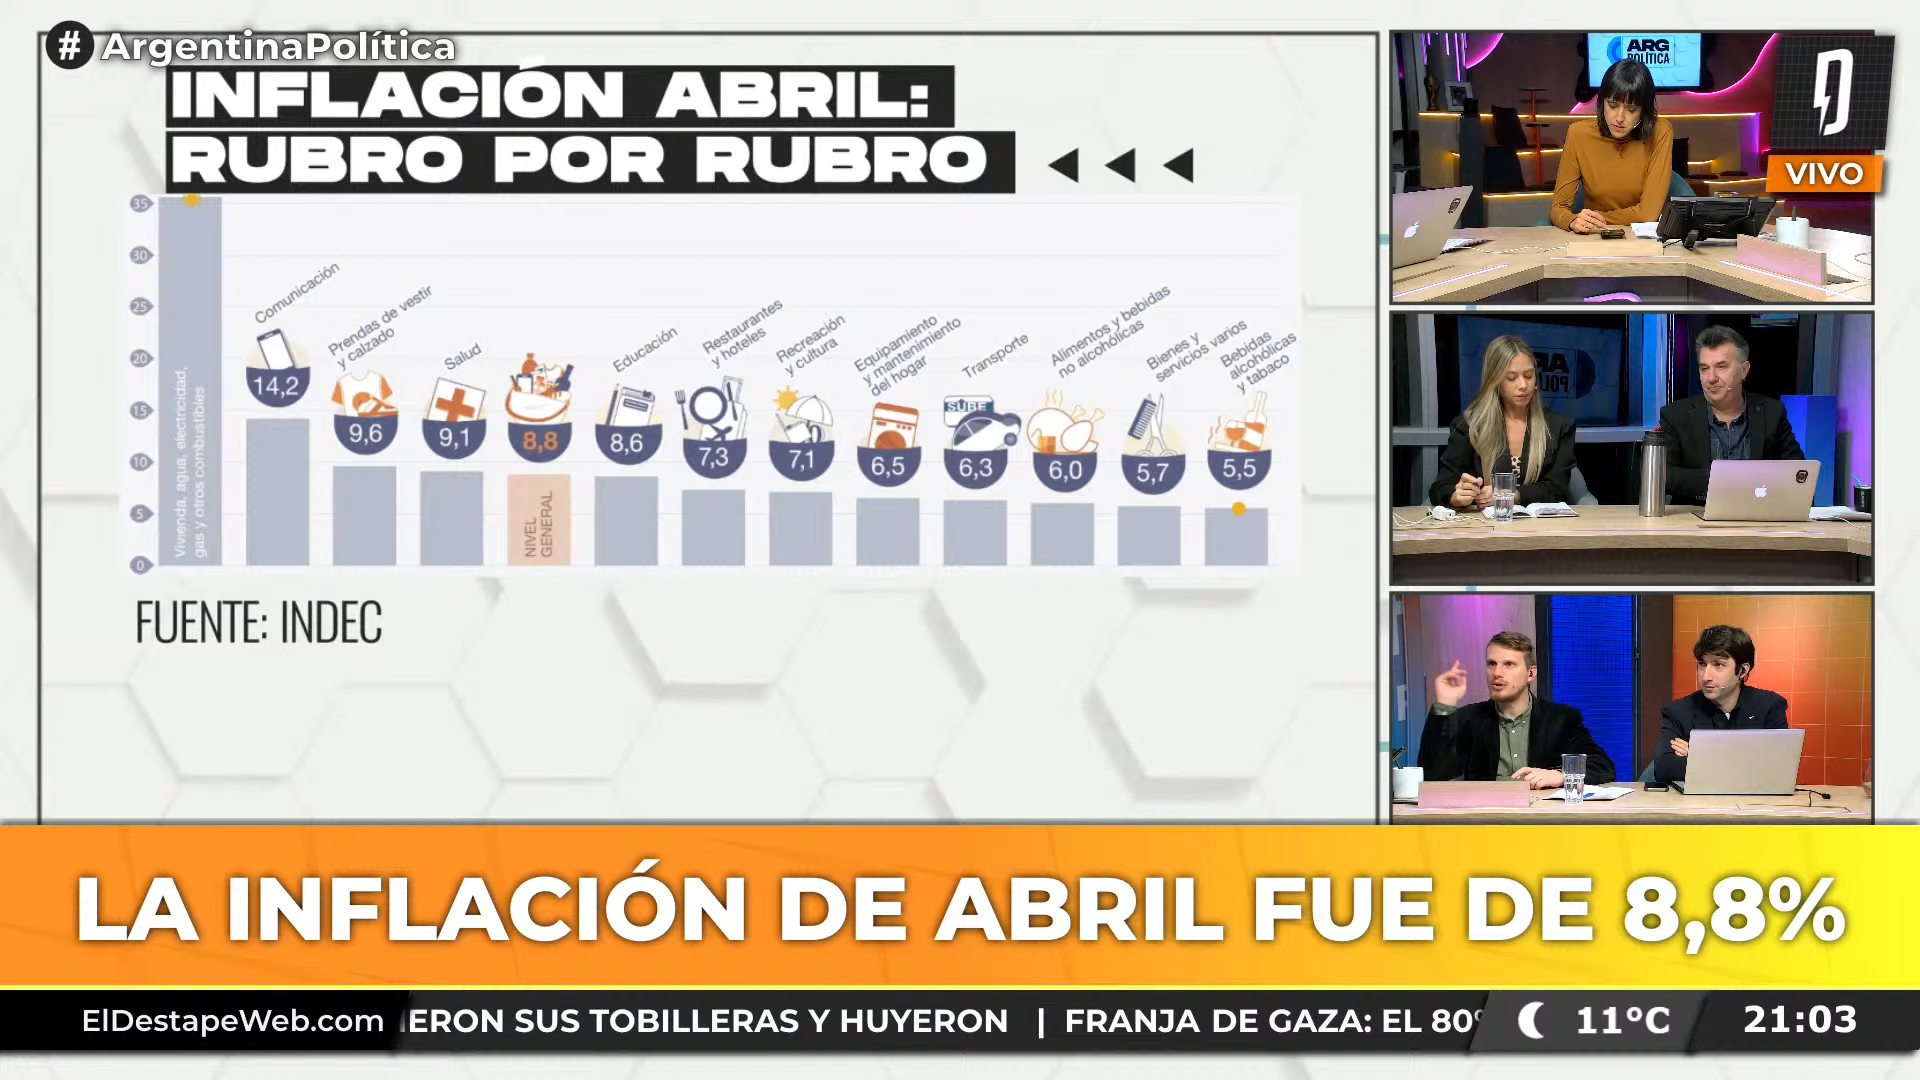 # ArgentinaPolítica
INFLACIÓN ABRIL:
RUBRO POR RUBRO
35
30
25
20
15
10
5
0
Vivienda, agua, electricidad,
gas y otros combustibles
Comunicación
14,2
Prendas de vestir
y calzado
9,6
Salud
9,1
8,8
NIVEL
GENERAL
Educación
8,6
Restaurantes
y hoteles
7,3
Recreación
y cultura
7,1
Equipamiento
y mantenimiento
del hogar
6,5
Transporte
SUBE
6,3
Alimentos y bebidas
no alcohólicas
6,0
Bienes y
servicios varios
5,7
Bebidas
alcohólicas
y tabaco
5,5
FUENTE: INDEC
ARG
POLÍTICA
VIVO
LA INFLACIÓN DE ABRIL FUE DE 8,8%
ElDestapeWeb.com
IERON SUS TOBILLERAS Y HUYERON | FRANJA DE GAZA: EL 80
11°C
21:03